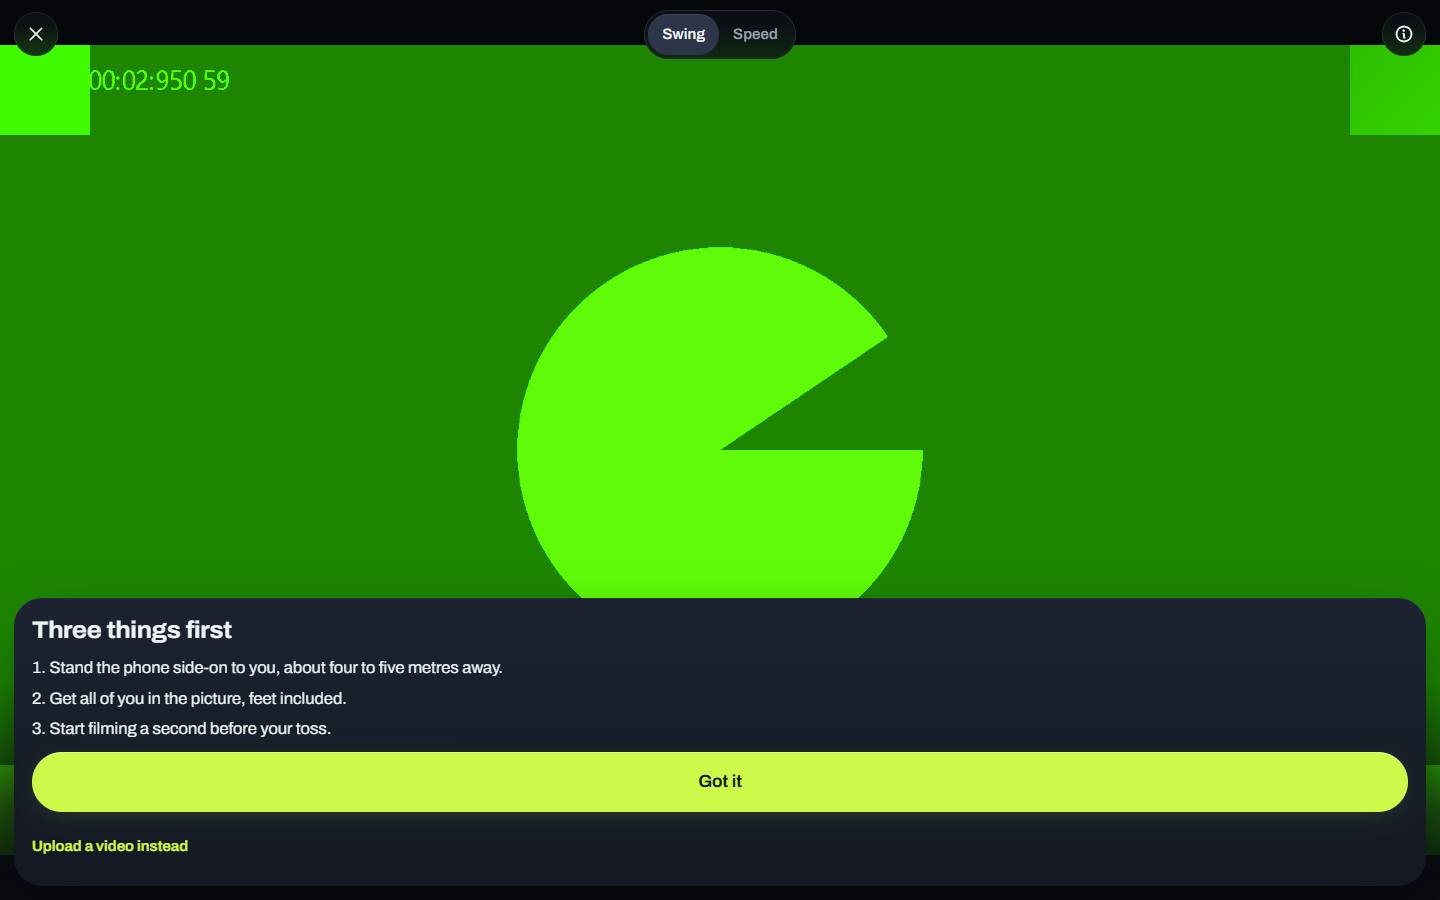 Swing Speed
00:02:950 59
Three things first
1. Stand the phone side-on to you, about four to five metres away.
2. Get all of you in the picture, feet included.
3. Start filming a second before your toss.
Got it
Upload a video instead